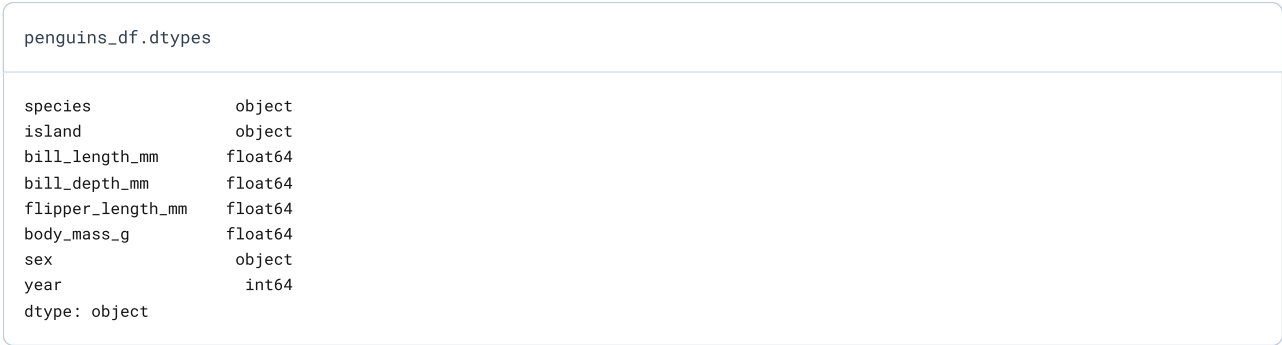 penguins_df.dtypes
species object
island object
bill_length_mm float64
bill_depth_mm float64
flipper_length_mm float64
body_mass_g float64
sex object
year int64
dtype: object